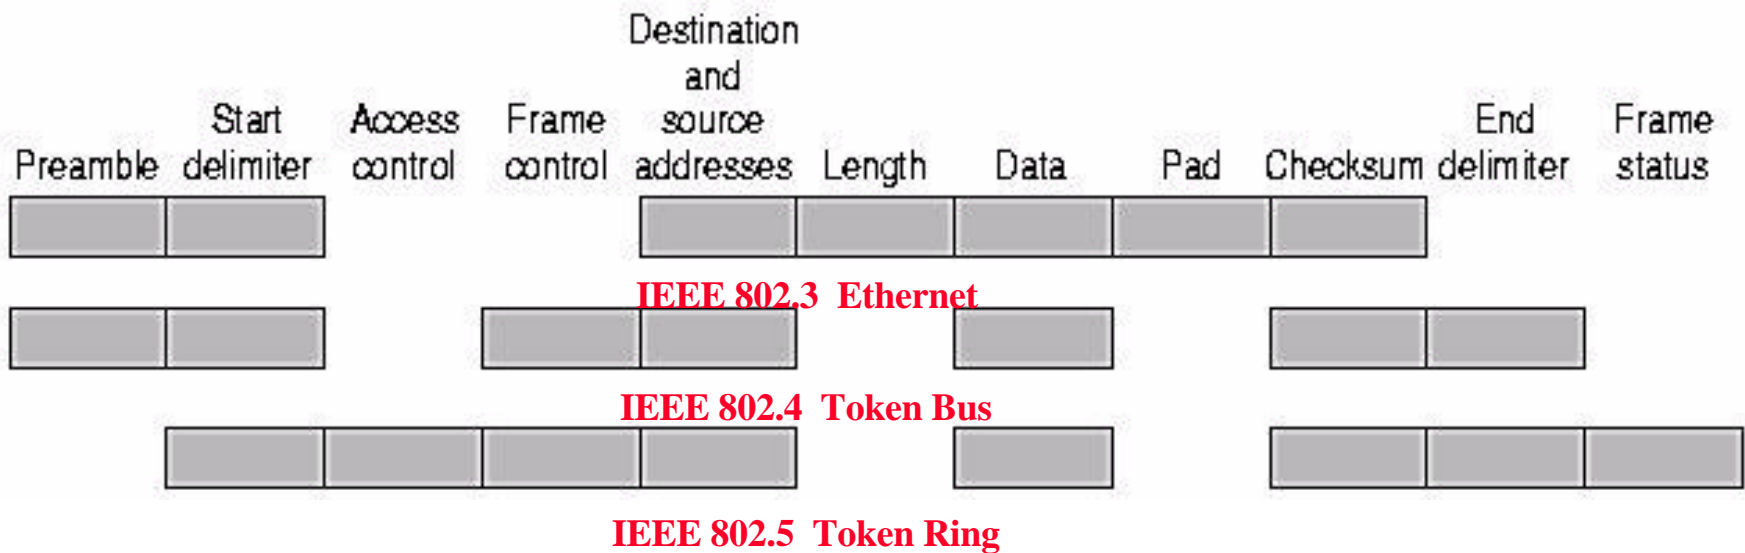 Destination
and
Start Access Frame source End Frame
Preamble delimiter control control addresses Length Data Pad Checksum delimiter status
IEEE 802.3 Ethernet
IEEE 802.4 Token Bus
IEEE 802.5 Token Ring